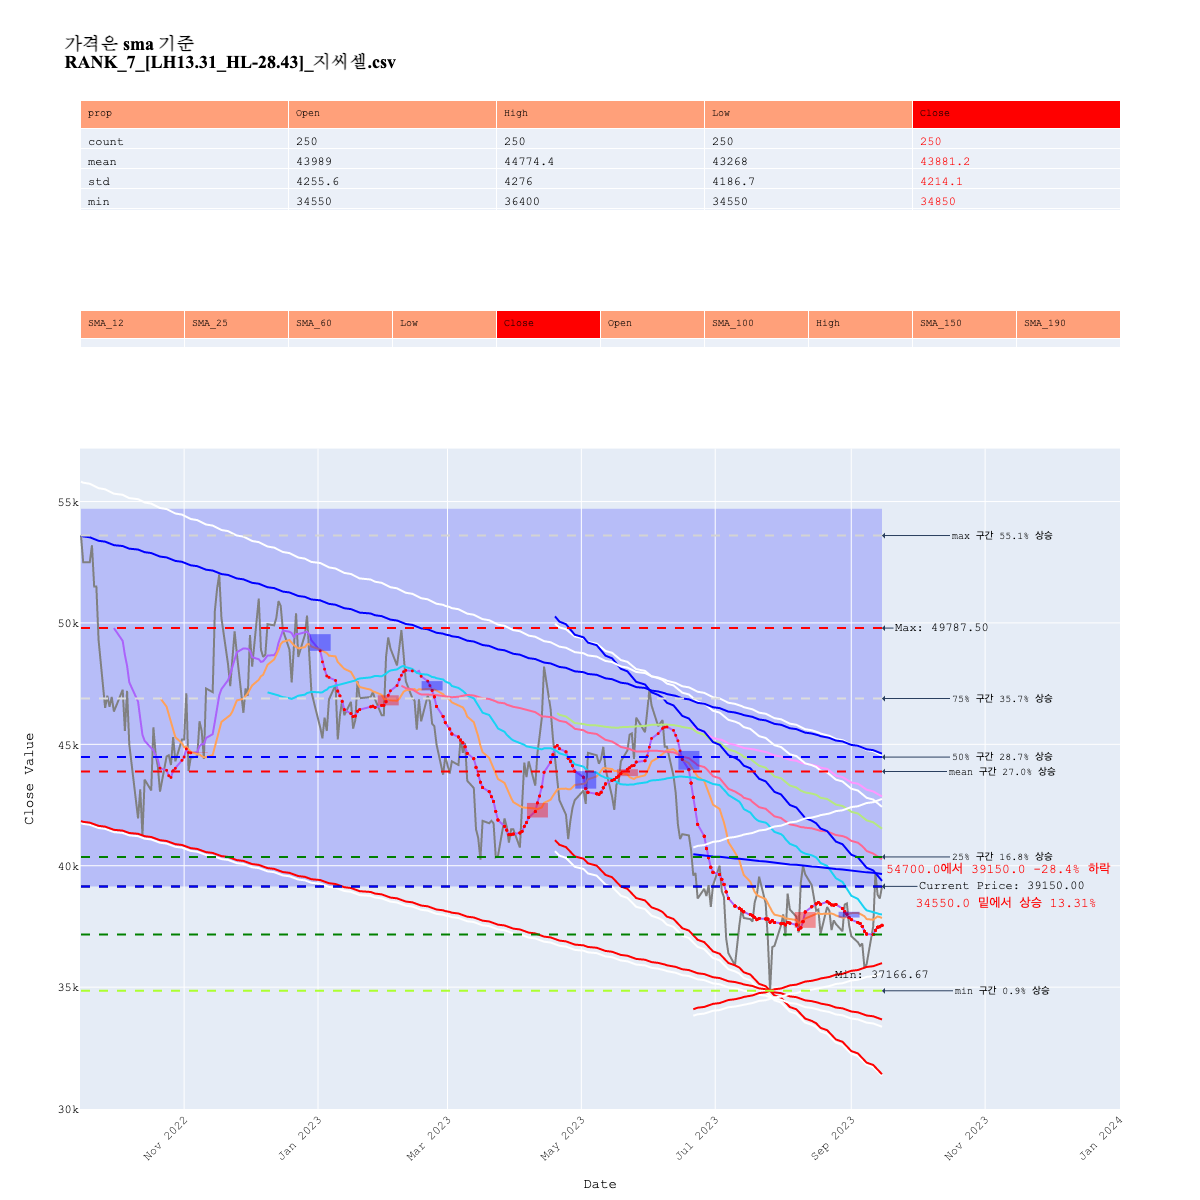 가격은 sma 기준
RANK_7_[LH13.31_HL-28.43]_지씨셀.csv
prop Open High Low Close
count 250 250 250 250
mean 43989 44774.4 43268 43881.2
std 4255.6 4276 4186.7 4214.1
min 34550 36400 34550 34850
SMA_12 SMA_25 SMA_60 Low Close Open SMA_100 High SMA_150 SMA_190
55k
max 구간 55.1% 상승
50k
Max: 49787.50
75% 구간 35.7% 상승
45k
50% 구간 28.7% 상승
mean 구간 27.0% 상승
25% 구간 16.8% 상승
40k
54700.0에서 39150.0 -28.4% 하락
Current Price: 39150.00
34550.0 밑에서 상승 13.31%
Min: 37166.67
35k
min 구간 0.9% 상승
30k
Close Value
Nov 2022 Jan 2023 Mar 2023 May 2023 Jul 2023 Sep 2023 Nov 2023 Jan 2024
Date